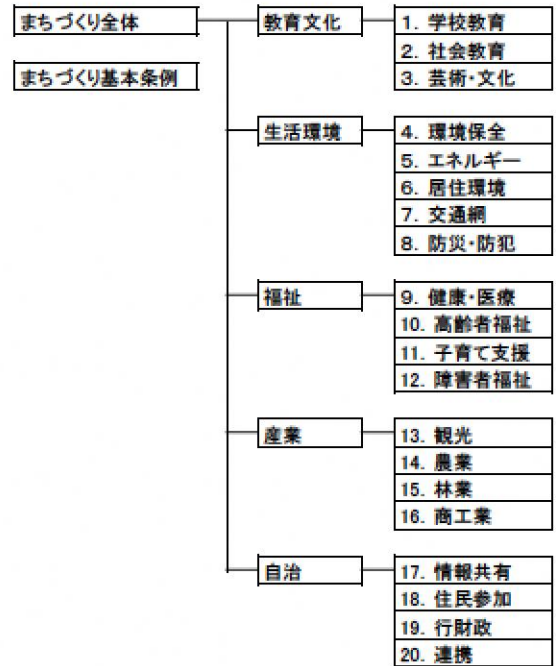 まちづくり全体
まちづくり基本条例
教育文化
1. 学校教育
2. 社会教育
3. 芸術・文化
生活環境
4. 環境保全
5. エネルギー
6. 居住環境
7. 交通網
8. 防災・防犯
福祉
9. 健康・医療
10. 高齢者福祉
11. 子育て支援
12. 障害者福祉
産業
13. 観光
14. 農業
15. 林業
16. 商工業
自治
17. 情報共有
18. 住民参加
19. 行財政
20. 連携